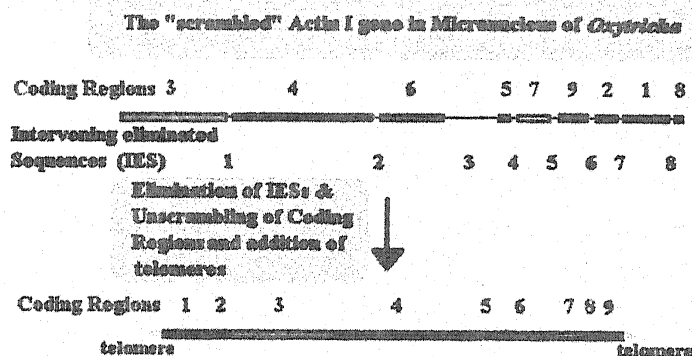 The "scrambled" Actin I gene in Micronucleus of Oxytricha
Coding Regions 3 4 6 5 7 9 2 1 8
Intervening eliminated
Sequences (IES) 1 2 3 4 5 6 7 8
Elimination of IESs &
Unscrambling of Coding
Regions and addition of
telomeres
Coding Regions 1 2 3 4 5 6 7 8 9
telomere telomere